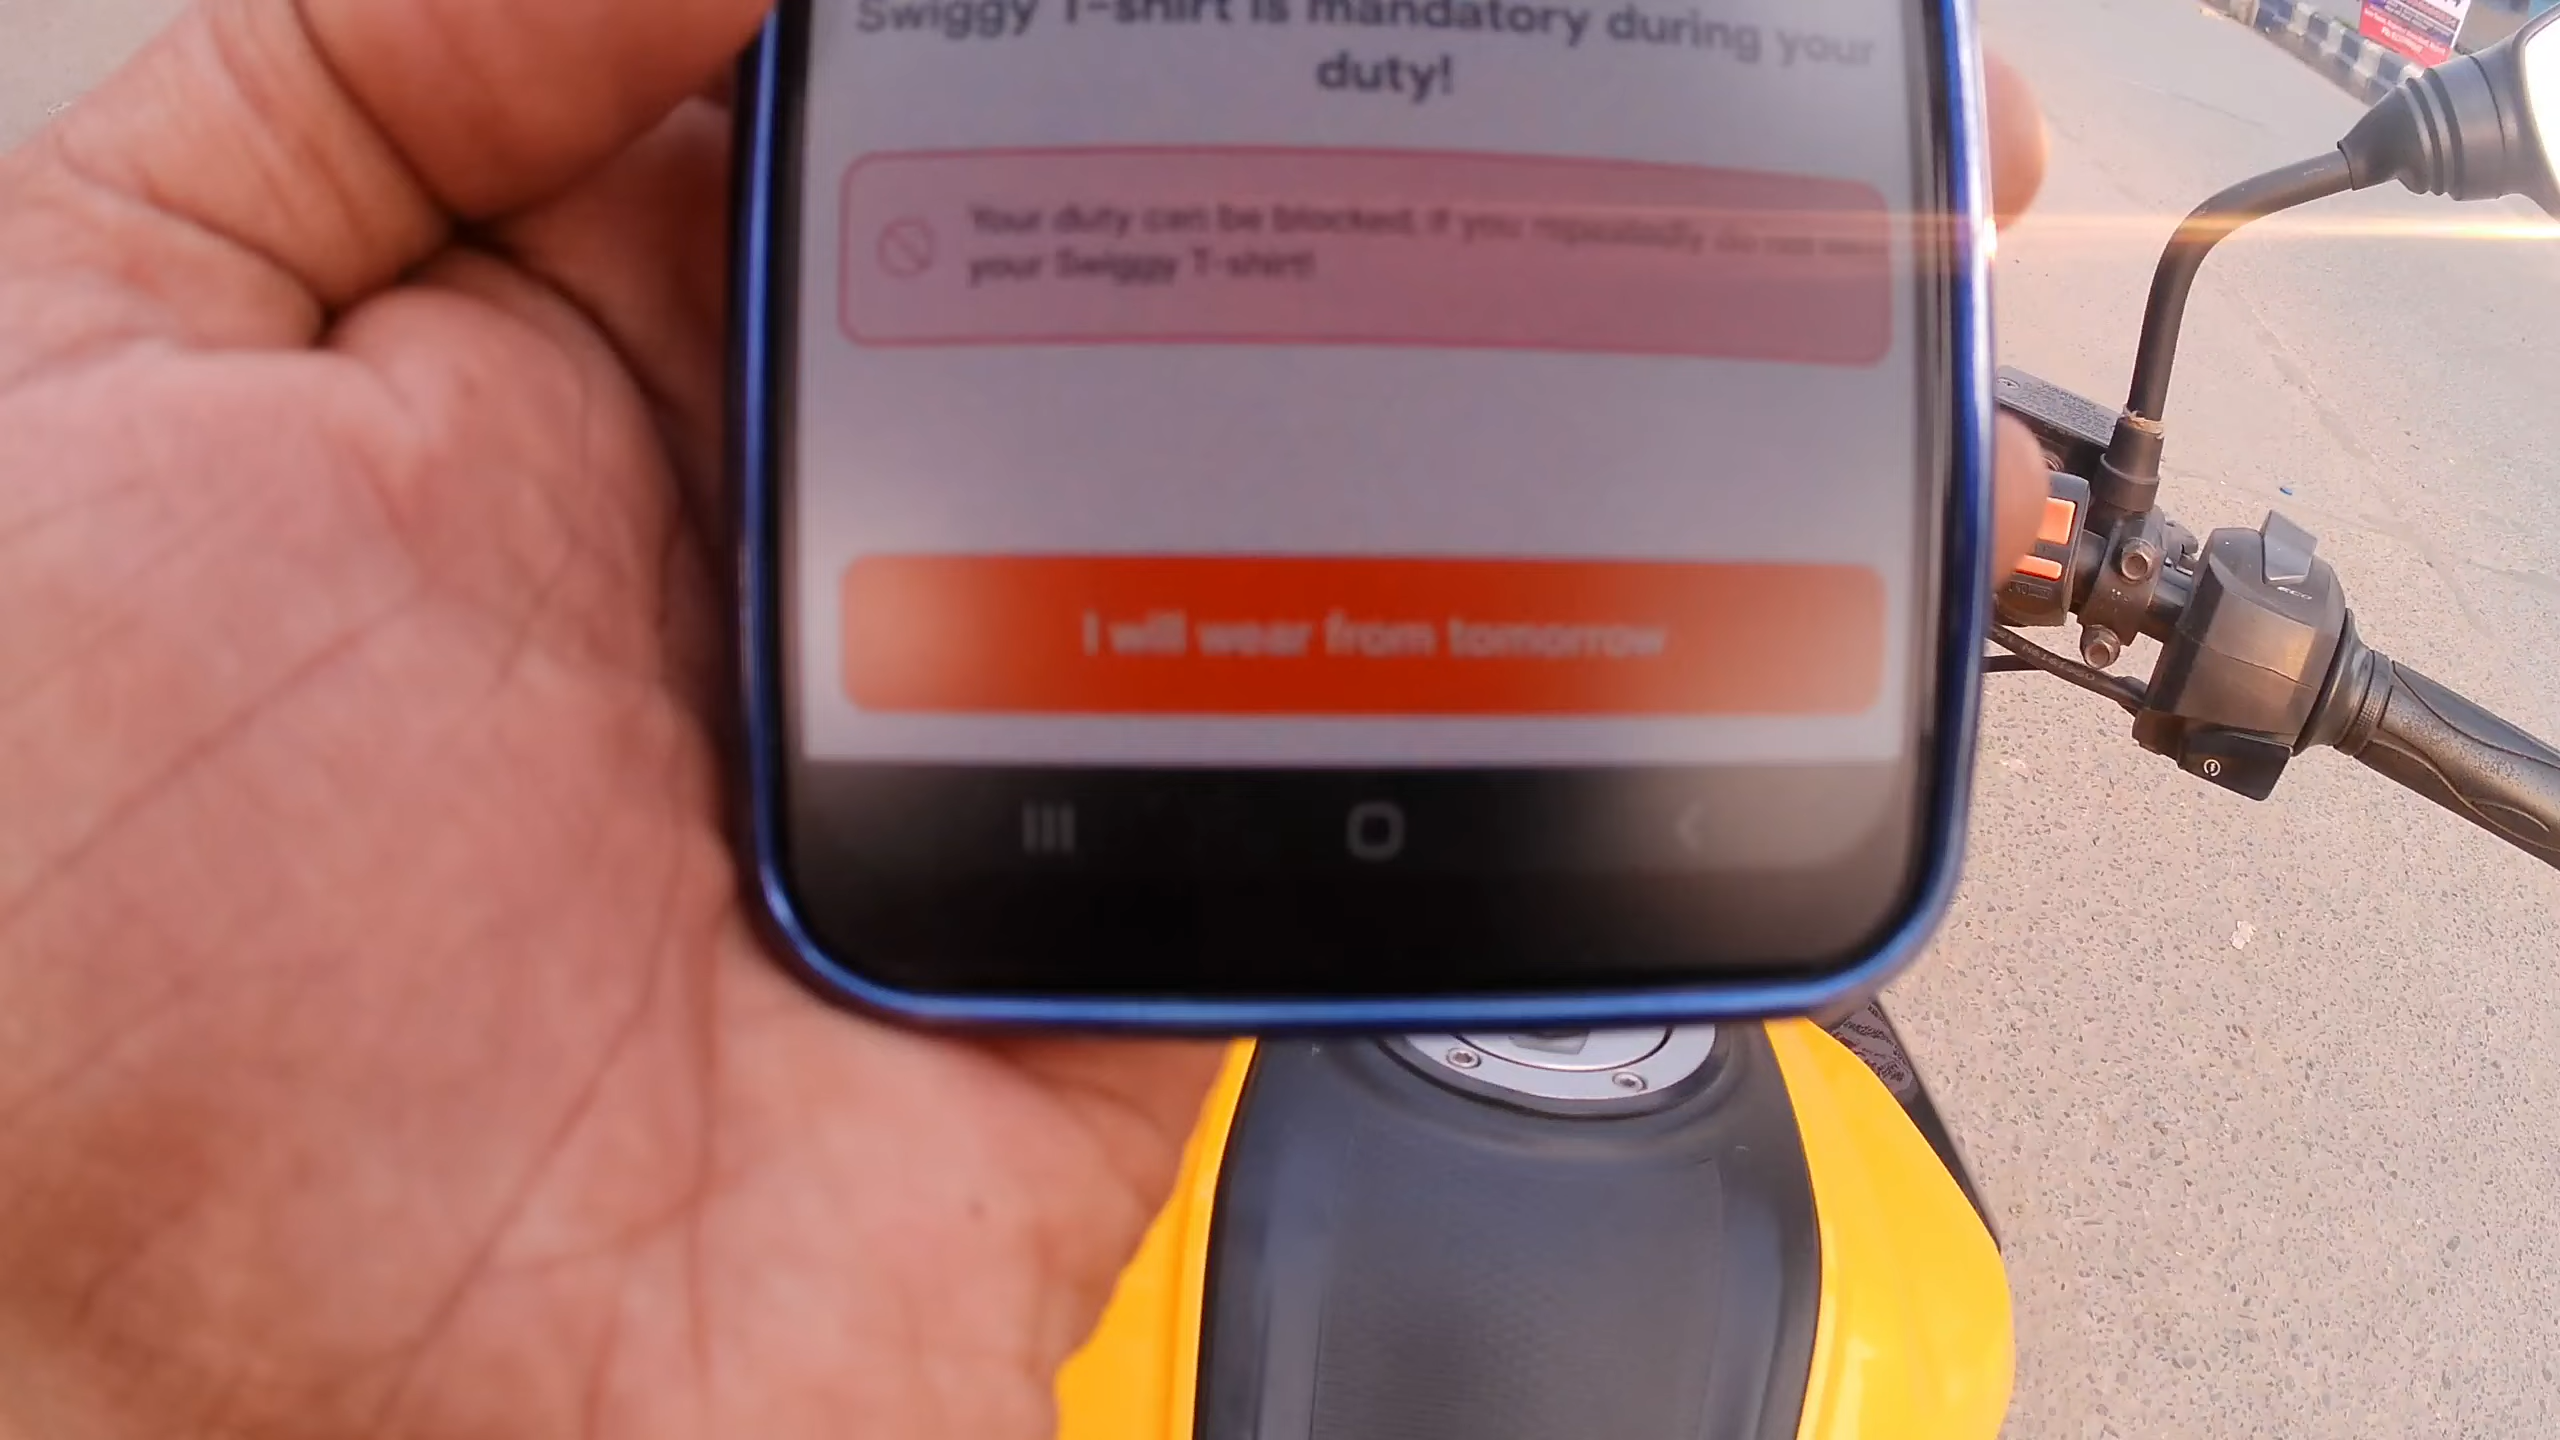 Swiggy T-shirt is mandatory during your
duty!
Your duty can be blocked, if you repeatedly do not
your Swiggy T-shirt!
I will wear from tomorrow
ECO